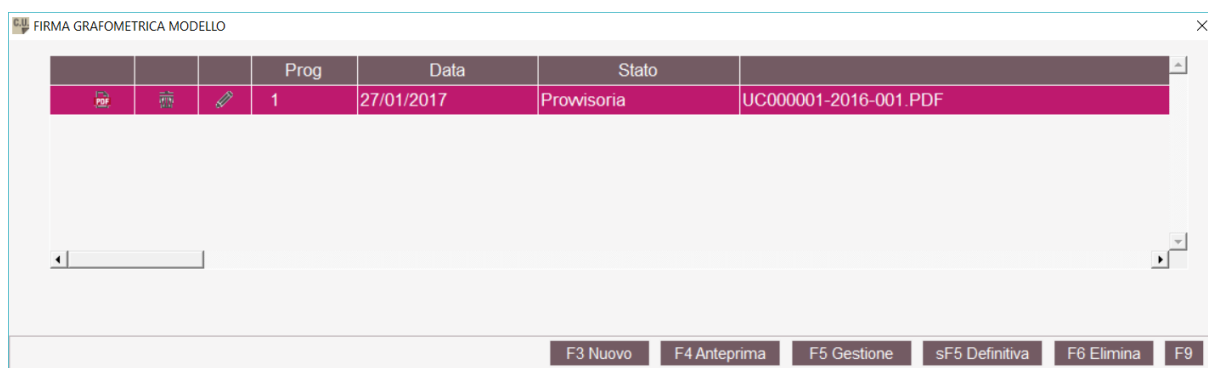 C.U. FIRMA GRAFOMETRICA MODELLO
Prog Data Stato
PDF 1 27/01/2017 Provvisoria UC000001-2016-001.PDF
F3 Nuovo F4 Anteprima F5 Gestione sF5 Definitiva F6 Elimina F9